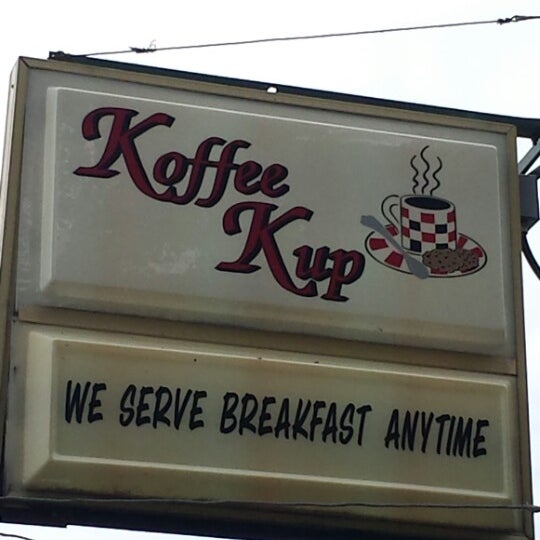 Koffee
Kup
WE SERVE BREAKFAST ANYTIME